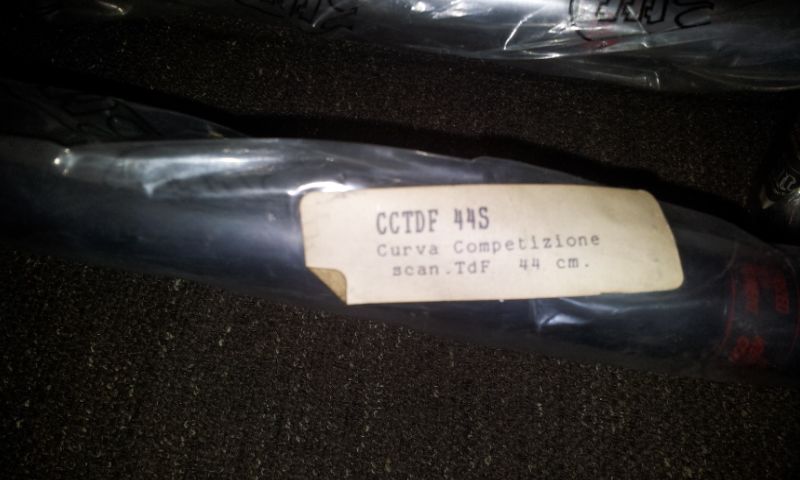 CCTDF 44S
Curva Competizione
scan.TdF 44 cm.